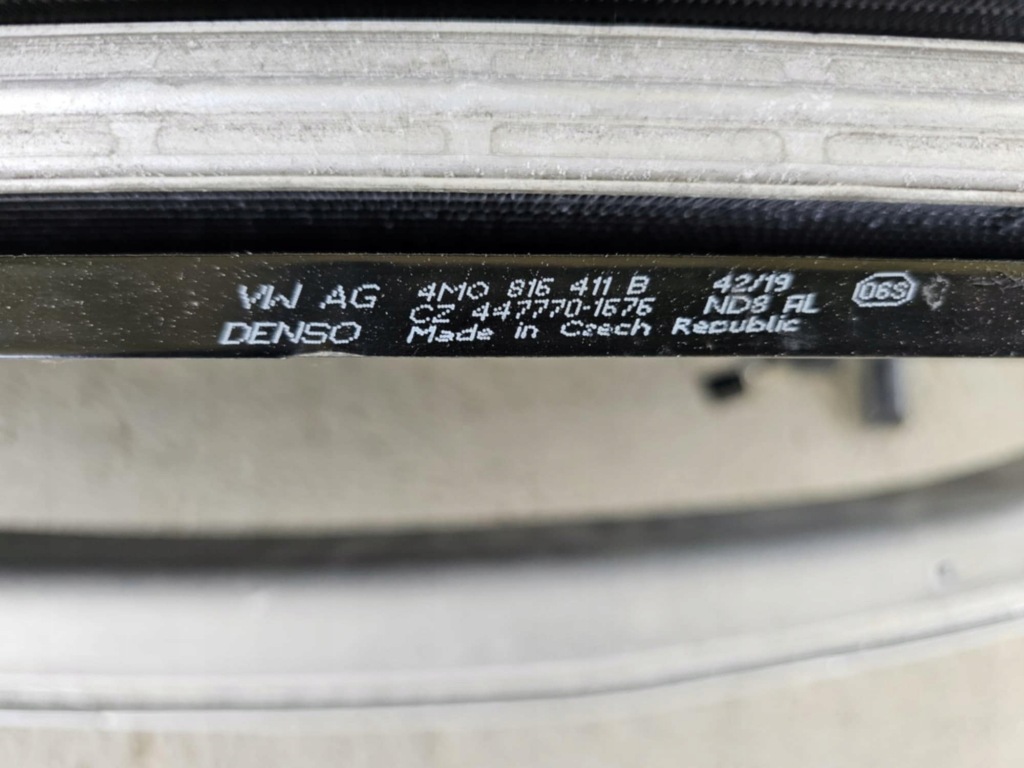 VW AG 4M0 816 411 B 42/19 06S
CZ 447770-1676 ND8 AL
DENSO Made in Czech Republic